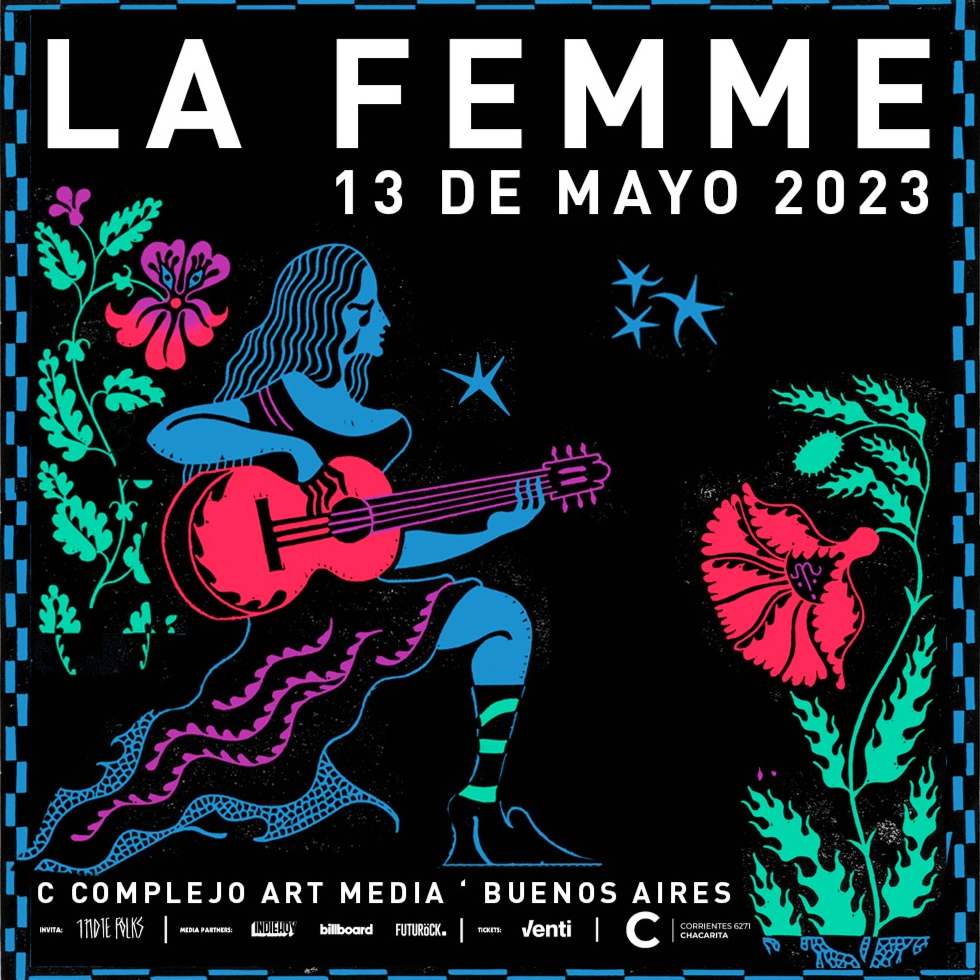 LA FEMME
13 DE MAYO 2023
C COMPLEJO ART MEDIA ‘ BUENOS AIRES
INVITA: INDIE FOLKS | MEDIA PARTNERS: INDIEHOY billboard FUTURöCK. | TICKETS: Venti | C | CORRIENTES 6271
CHACARITA